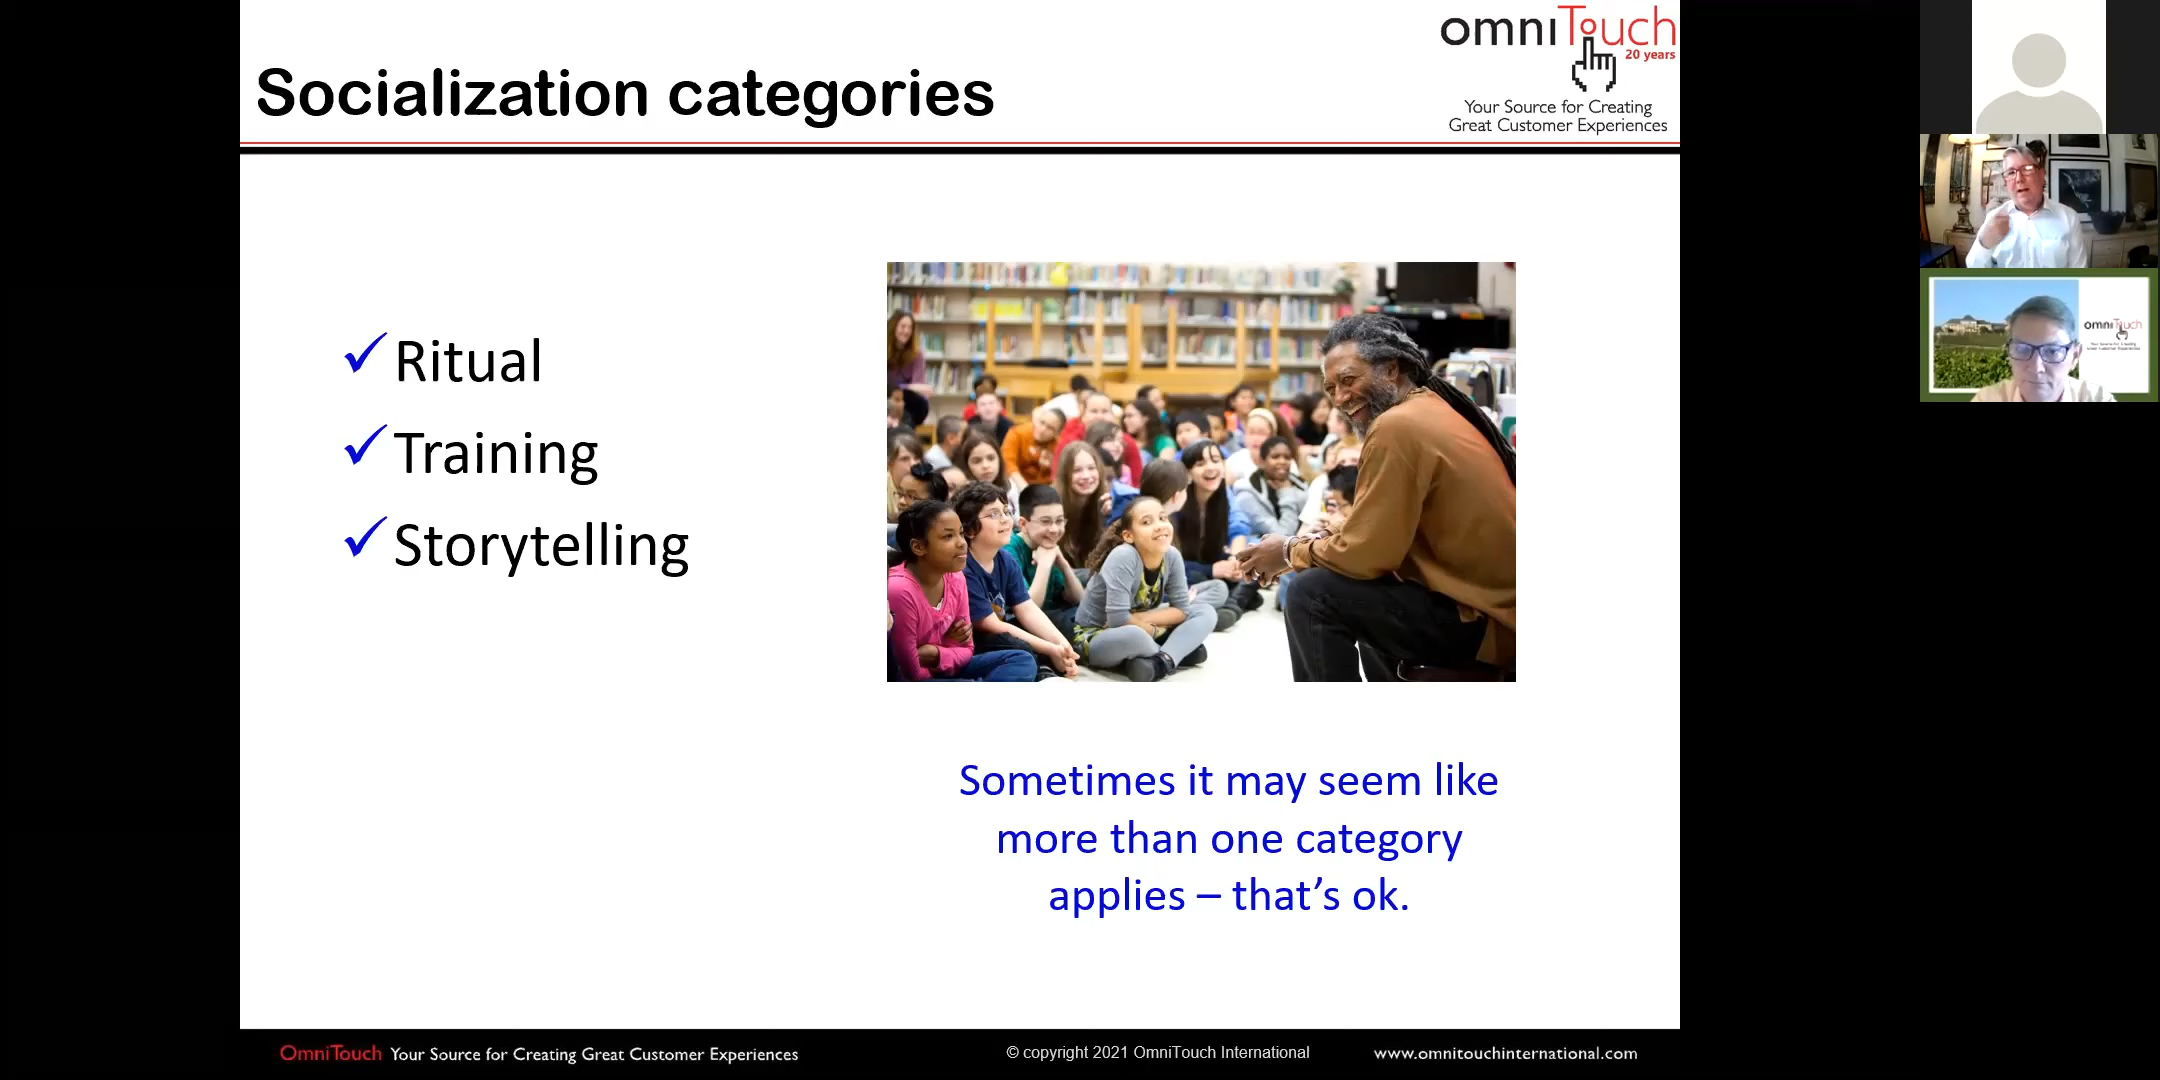 omniTouch
20 years
Your Source for Creating
Great Customer Experiences
Socialization categories
Ritual
Training
Storytelling
Sometimes it may seem like
more than one category
applies – that's ok.
OmniTouch Your Source for Creating Great Customer Experiences
© copyright 2021 OmniTouch International
www.omnitouchinternational.com
omniTouch